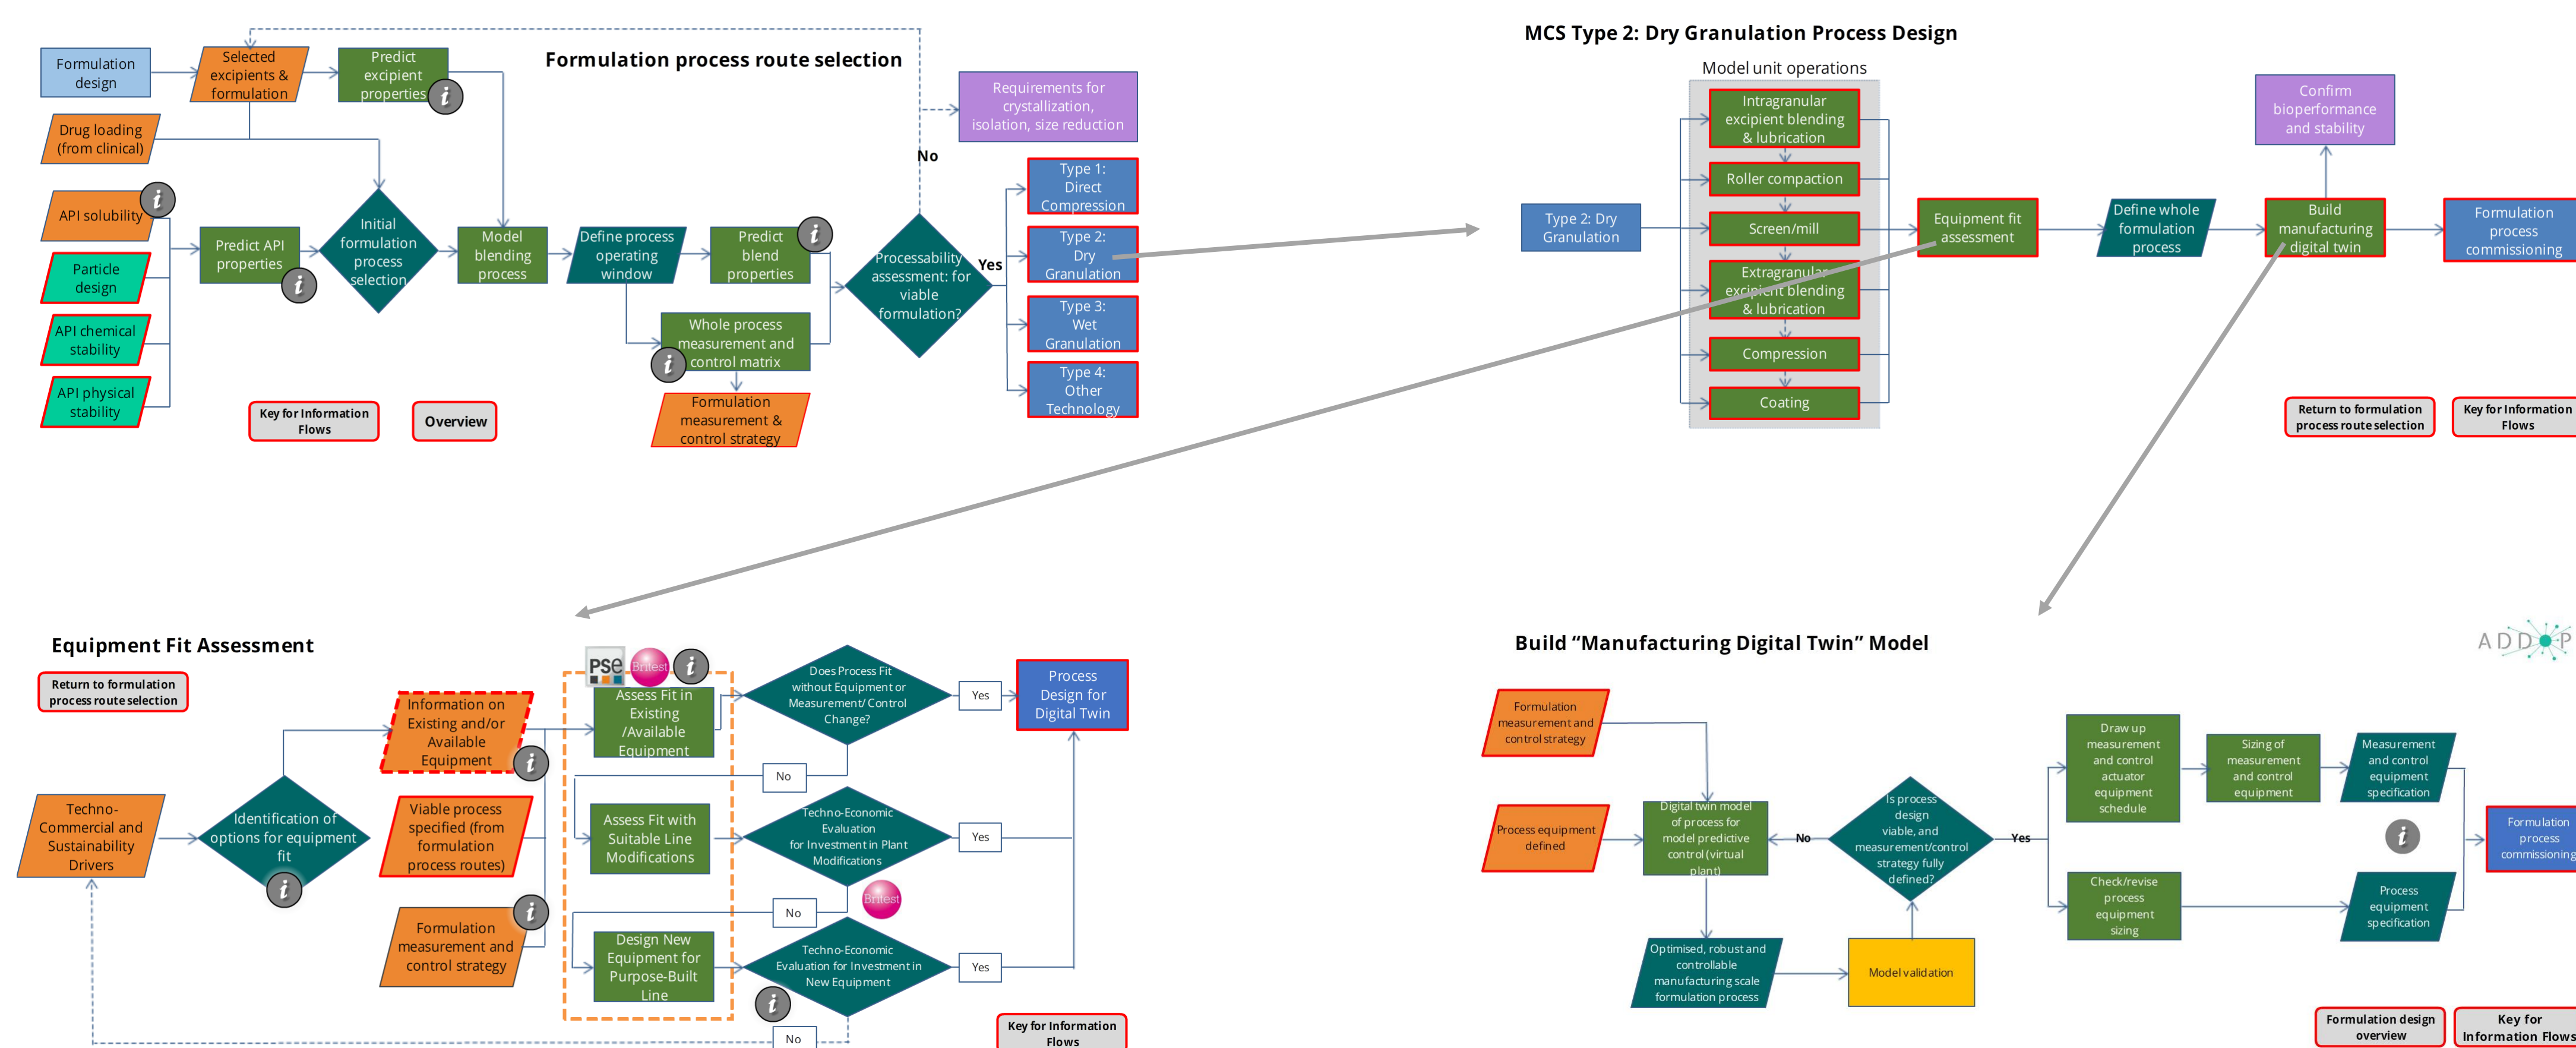 Formulation process route selection
Formulation
design
Selected
excipients &
formulation
Predict
excipient
properties
i
Drug loading
(from clinical)
API solubility
i
Particle
design
API chemical
stability
API physical
stability
Predict API
properties
i
Initial
formulation
process
selection
Model
blending
process
Define process
operating
window
Predict
blend
properties
i
Whole process
measurement and
control matrix
i
Formulation
measurement &
control strategy
Processability
assessment: for
viable
formulation?
No
Yes
Requirements for
crystallization,
isolation, size reduction
Type 1:
Direct
Compression
Type 2:
Dry
Granulation
Type 3:
Wet
Granulation
Type 4:
Other
Technology
Key for Information
Flows
Overview
MCS Type 2: Dry Granulation Process Design
Model unit operations
Type 2: Dry
Granulation
Intragranular
excipient blending
& lubrication
Roller compaction
Screen/mill
Extragranular
excipient blending
& lubrication
Compression
Coating
Equipment fit
assessment
Define whole
formulation
process
Build
manufacturing
digital twin
Confirm
bioperformance
and stability
Formulation
process
commissioning
Return to formulation
process route selection
Key for Information
Flows
Equipment Fit Assessment
Return to formulation
process route selection
Techno-
Commercial and
Sustainability
Drivers
Identification of
options for equipment
fit
i
Information on
Existing and/or
Available
Equipment
i
Viable process
specified (from
formulation
process routes)
Formulation
measurement and
control strategy
i
PSe
Britest
i
Assess Fit in
Existing
/Available
Equipment
Assess Fit with
Suitable Line
Modifications
Design New
Equipment for
Purpose-Built
Line
Does Process Fit
without Equipment or
Measurement/ Control
Change?
Yes
No
Techno-Economic
Evaluation
for Investment in Plant
Modifications
Yes
No
Britest
Techno-Economic
Evaluation for Investment in
New Equipment
i
Yes
No
Process
Design for
Digital Twin
Key for Information
Flows
Build “Manufacturing Digital Twin” Model
ADDOP
Formulation
measurement and
control strategy
Process equipment
defined
Digital twin model
of process for
model predictive
control (virtual
plant)
Optimised, robust and
controllable
manufacturing scale
formulation process
Model validation
Is process
design
viable, and
measurement/control
strategy fully
defined?
No
Yes
Draw up
measurement
and control
actuator
equipment
schedule
Sizing of
measurement
and control
equipment
Measurement
and control
equipment
specification
i
Check/revise
process
equipment
sizing
Process
equipment
specification
Formulation
process
commissioning
Formulation design
overview
Key for
Information Flows